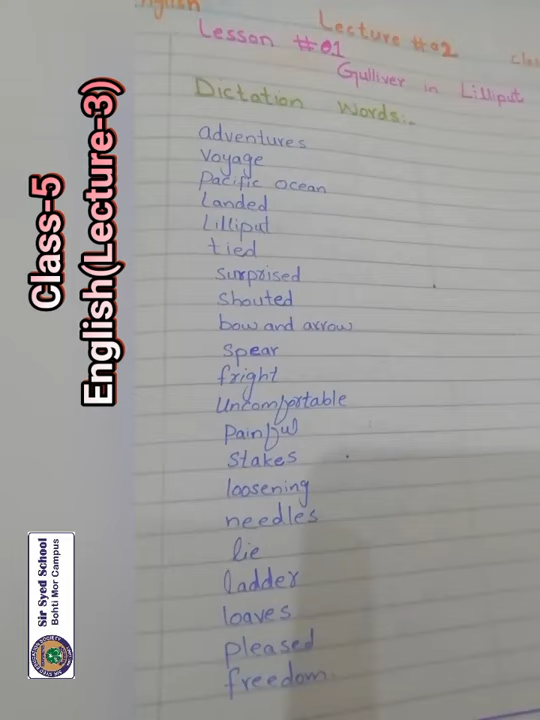 English
Lecture #02
Lesson #01
Gulliver in Lilliput
Dictation Words:-
adventures
Voyage
Pacific ocean
Landed
Lilliput
tied
surprised
Shouted
bow and arrow
spear
fright
Uncomfortable
Painful
Stakes
loosening
needles
lie
ladder
loaves
pleased
freedom.
Class-5
English(Lecture-3)
Sir Syed School
Bohti Mor Campus